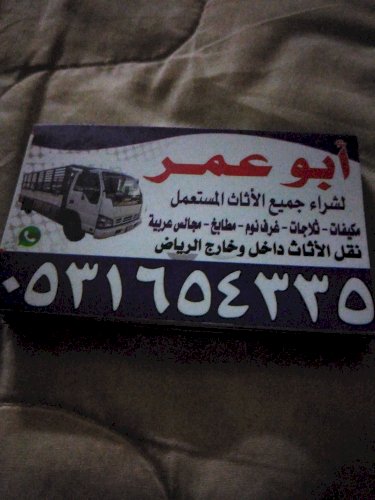 أبو عمر
لشراء جميع الأثاث المستعمل
مكيفات - ثلاجات - غرف نوم - مطابخ - مجالس عربية
نقل الأثاث داخل وخارج الرياض
٠٥٣١٦٥٤٣٣٥